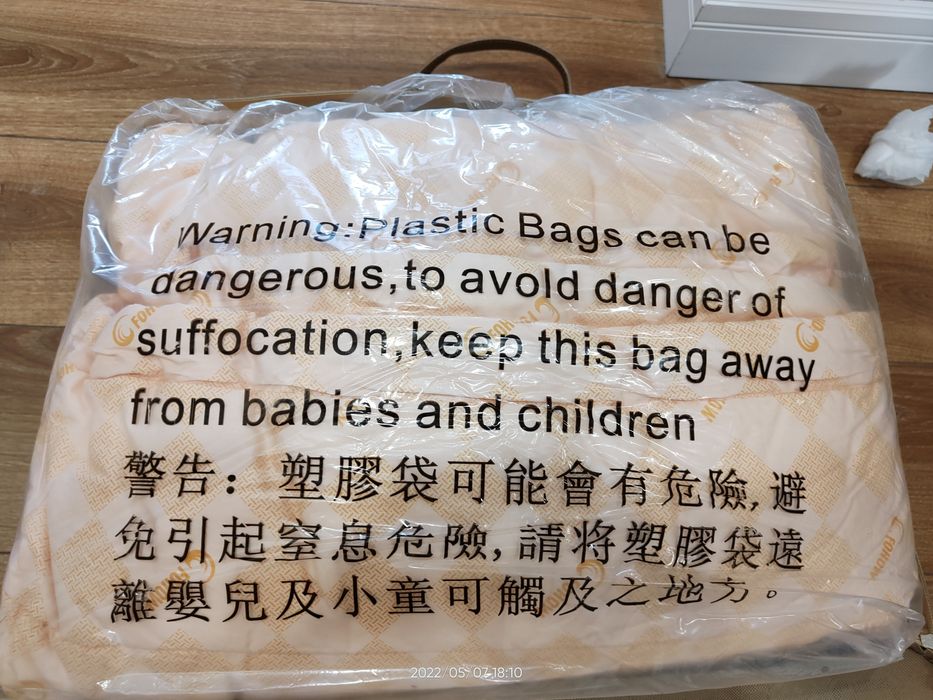 Warning:Plastic Bags can be
dangerous,to avold danger of
suffocation,keep this bag away
from babies and children
警告：塑膠袋可能會有危險,避
免引起窒息危險,請将塑膠袋遠
離嬰兒及小童可觸及之地方。
2022/05/07 18:10